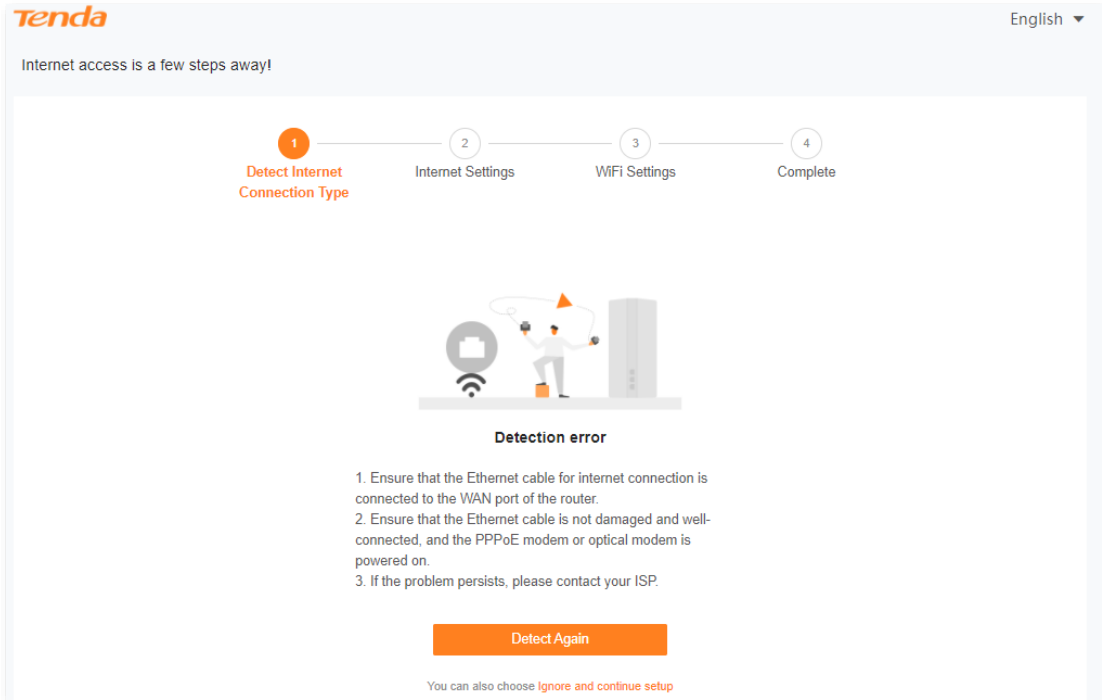 Tenda
English
Internet access is a few steps away!
1
2
3
4
Detect Internet
Connection Type
Internet Settings
WiFi Settings
Complete
Detection error
1. Ensure that the Ethernet cable for internet connection is
connected to the WAN port of the router.
2. Ensure that the Ethernet cable is not damaged and well-
connected, and the PPPoE modem or optical modem is
powered on.
3. If the problem persists, please contact your ISP.
Detect Again
You can also choose Ignore and continue setup